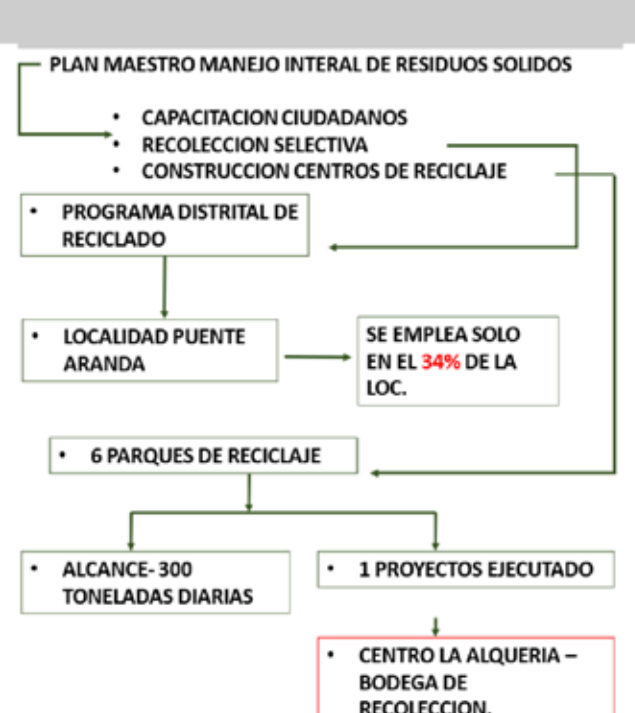 PLAN MAESTRO MANEJO INTERAL DE RESIDUOS SOLIDOS
• CAPACITACION CIUDADANOS
• RECOLECCION SELECTIVA
• CONSTRUCCION CENTROS DE RECICLAJE
• PROGRAMA DISTRITAL DE
RECICLADO
• LOCALIDAD PUENTE
ARANDA
SE EMPLEA SOLO
EN EL 34% DE LA
LOC.
• 6 PARQUES DE RECICLAJE
• ALCANCE- 300
TONELADAS DIARIAS
• 1 PROYECTOS EJECUTADO
• CENTRO LA ALQUERIA –
BODEGA DE
RECOLECCION.